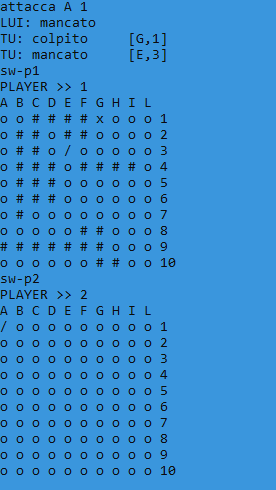 attacca A 1
LUI: mancato
TU: colpito [G,1]
TU: mancato [E,3]
sw-p1
PLAYER >> 1
A B C D E F G H I L
o o # # # # x o o o 1
o # # o # # o o o o 2
o # # o / o o o o o 3
o # # # o # # # # o 4
o # # # o o o o o o 5
o # # # o o o o o o 6
o # o o o o o o o o 7
o o o o o # # o o o 8
# # # # # # # o o o 9
o o o o o o # # o o 10
sw-p2
PLAYER >> 2
A B C D E F G H I L
/ o o o o o o o o o 1
o o o o o o o o o o 2
o o o o o o o o o o 3
o o o o o o o o o o 4
o o o o o o o o o o 5
o o o o o o o o o o 6
o o o o o o o o o o 7
o o o o o o o o o o 8
o o o o o o o o o o 9
o o o o o o o o o o 10